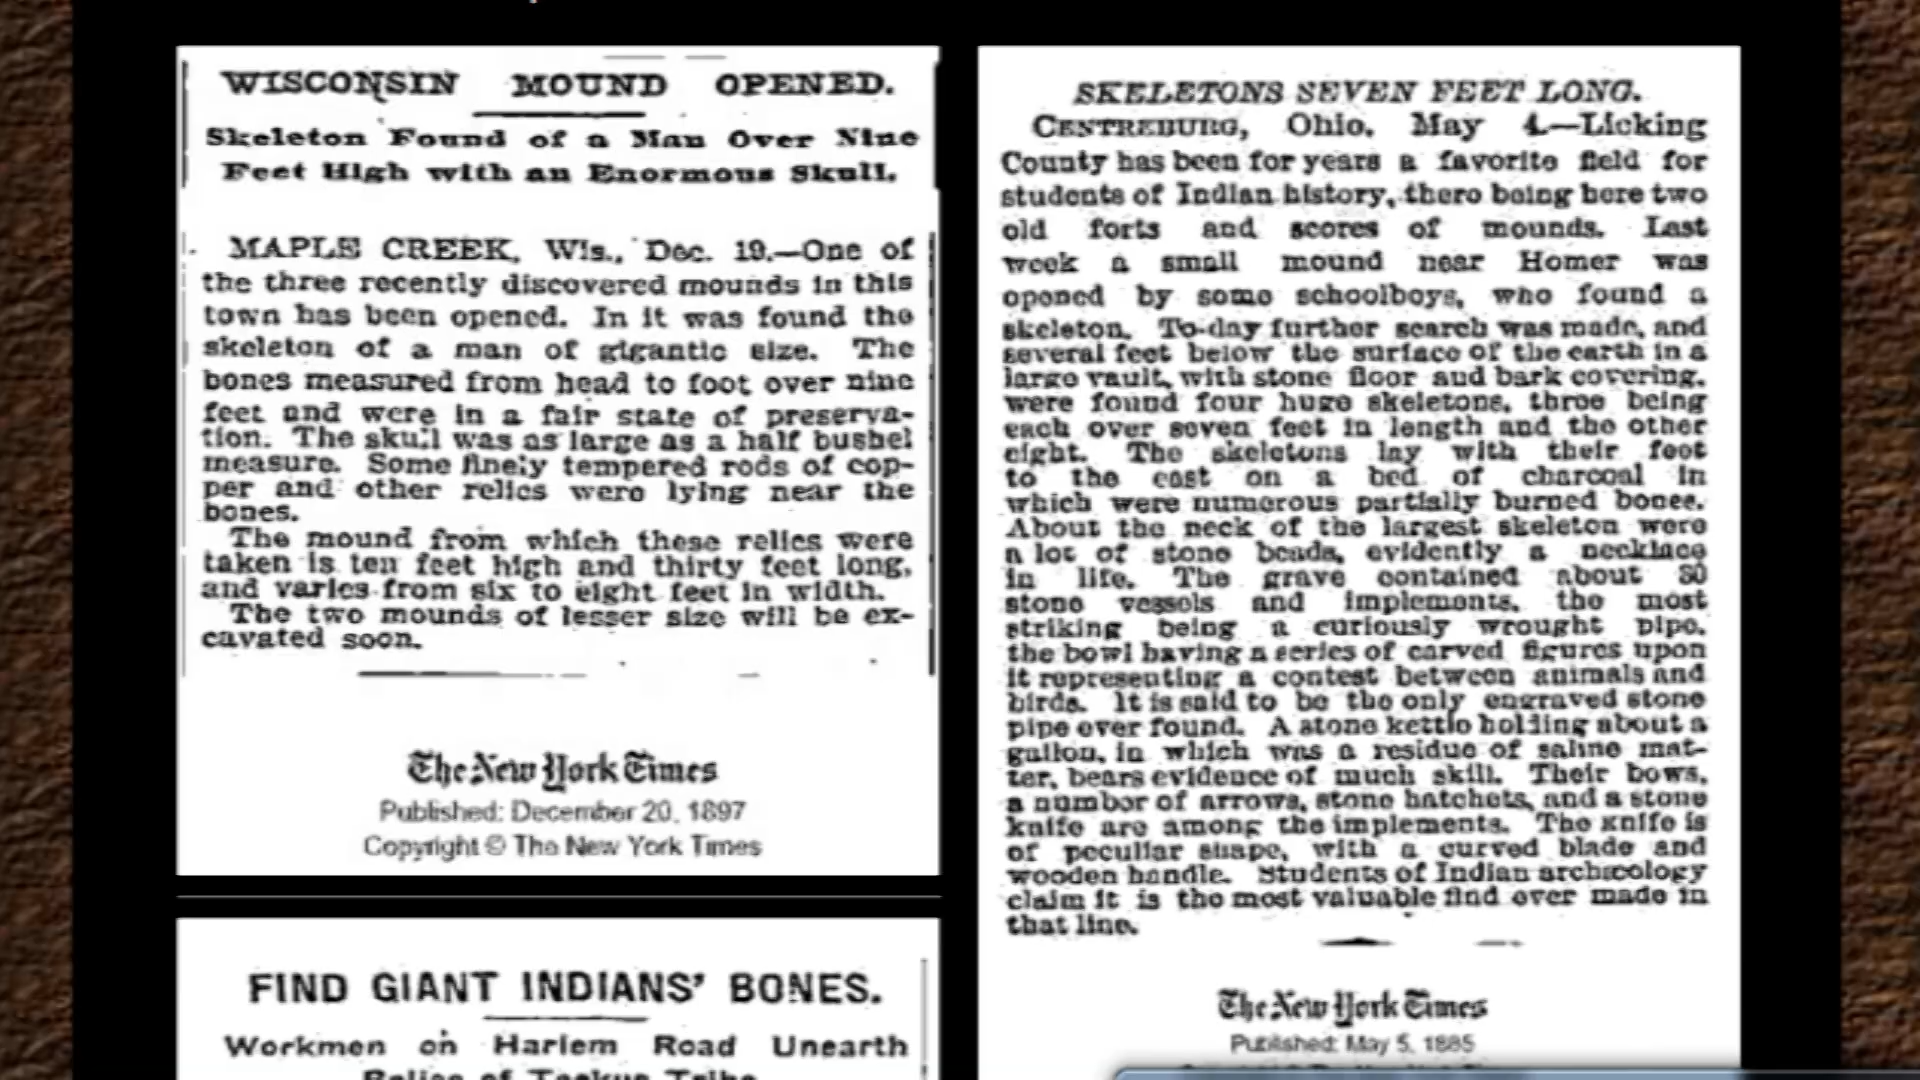 WISCONSIN MOUND OPENED.
Skeleton Found of a Man Over Nine
Feet High with an Enormous Skull.
MAPLE CREEK, Wis., Dec. 19.—One of
the three recently discovered mounds in this
town has been opened. In it was found the
skeleton of a man of gigantic size. The
bones measured from head to foot over nine
feet and were in a fair state of preserva-
tion. The skull was as large as a half bushel
measure. Some finely tempered rods of cop-
per and other relics were lying near the
bones.
The mound from which these relics were
taken is ten feet high and thirty feet long,
and varies from six to eight feet in width.
The two mounds of lesser size will be ex-
cavated soon.
The New York Times
Published: December 20, 1897
Copyright © The New York Times
FIND GIANT INDIANS' BONES.
Workmen on Harlem Road Unearth
SKELETONS SEVEN FEET LONG.
CENTREBURG, Ohio, May 4.—Licking
County has been for years a favorite field for
students of Indian history, there being here two
old forts and scores of mounds. Last
week a small mound near Homer was
opened by some schoolboys, who found a
skeleton. To-day further search was made, and
several feet below the surface of the earth in a
large vault, with stone floor and bark covering,
were found four huge skeletons, three being
each over seven feet in length and the other
eight. The skeletons lay with their feet
to the east on a bed of charcoal in
which were numerous partially burned bones.
About the neck of the largest skeleton were
a lot of stone beads, evidently a necklace
in life. The grave contained about 30
stone vessels and implements, the most
striking being a curiously wrought pipe,
the bowl having a series of carved figures upon
it representing a contest between animals and
birds. It is said to be the only engraved stone
pipe ever found. A stone kettle holding about a
gallon, in which was a residue of saline mat-
ter, bears evidence of much skill. Their bows,
a number of arrows, stone hatchets, and a stone
knife are among the implements. The knife is
of peculiar shape, with a curved blade and
wooden handle. Students of Indian archæology
claim it is the most valuable find ever made in
that line.
The New York Times
Published: May 5, 1885